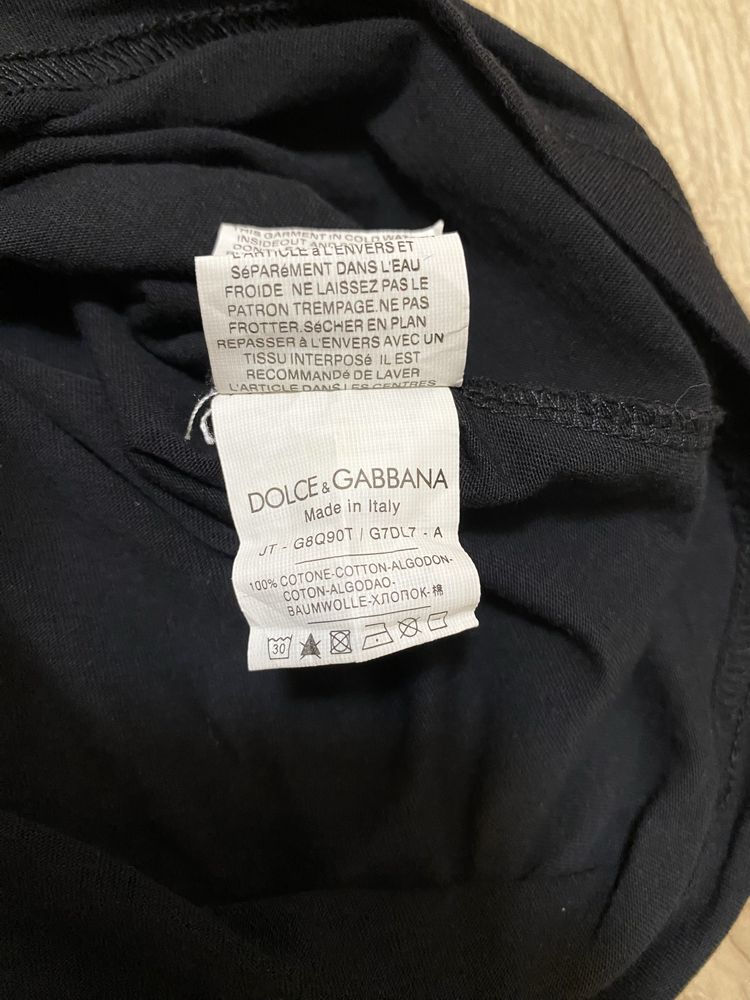 THIS GARMENT IN COLD WATER
INSIDEOUT AND
L'ARTICLE à L'ENVERS ET
SéPARéMENT DANS L'EAU
FROIDE NE LAISSEZ PAS LE
PATRON TREMPAGE.NE PAS
FROTTER.SéCHER EN PLAN
REPASSER à L'ENVERS AVEC UN
TISSU INTERPOSé IL EST
RECOMMANDé DE LAVER
L'ARTICLE DANS LES CENTRES
DOLCE & GABBANA
Made in Italy
JT - G8Q90T / G7DL7 - A
100% COTONE-COTTON-ALGODON-
COTON-ALGODAO-
BAUMWOLLE-ХЛОПОК-棉
30